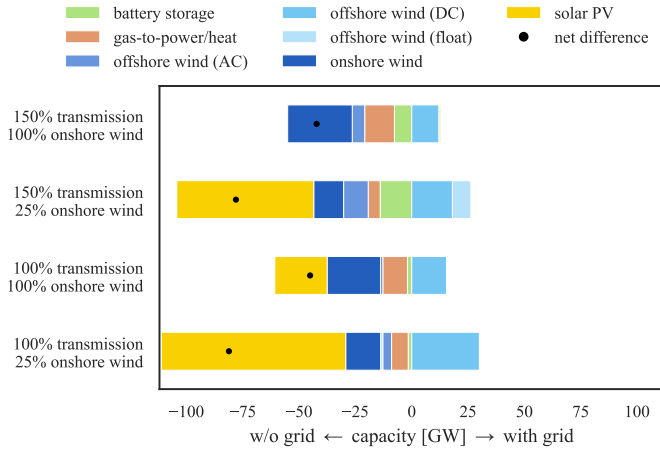 battery storage
gas-to-power/heat
offshore wind (AC)
offshore wind (DC)
offshore wind (float)
onshore wind
solar PV
net difference
150% transmission
100% onshore wind
150% transmission
25% onshore wind
100% transmission
100% onshore wind
100% transmission
25% onshore wind
−100 −75 −50 −25 0 25 50 75 100
w/o grid ← capacity [GW] → with grid